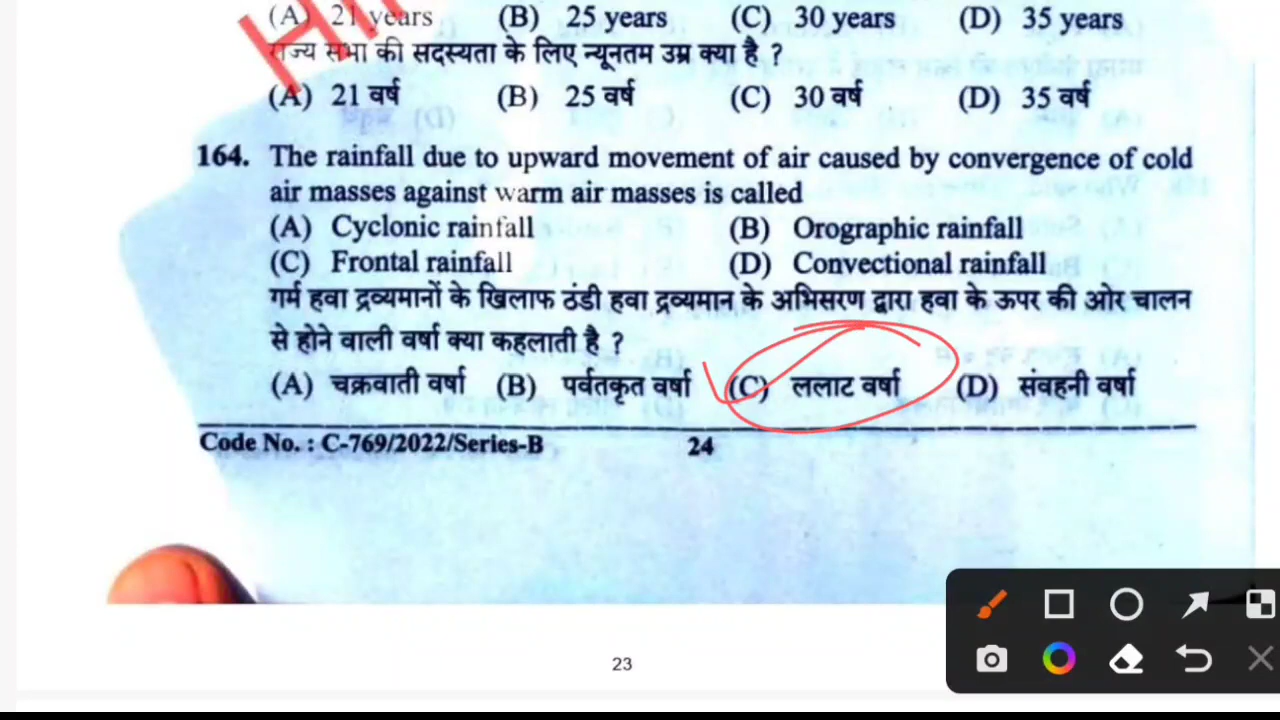 (A) 21 years (B) 25 years (C) 30 years (D) 35 years
राज्य सभा की सदस्यता के लिए न्यूनतम उम्र क्या है ?
(A) 21 वर्ष (B) 25 वर्ष (C) 30 वर्ष (D) 35 वर्ष
164. The rainfall due to upward movement of air caused by convergence of cold
air masses against warm air masses is called
(A) Cyclonic rainfall (B) Orographic rainfall
(C) Frontal rainfall (D) Convectional rainfall
गर्म हवा द्रव्यमानों के खिलाफ ठंडी हवा द्रव्यमान के अभिसरण द्वारा हवा के ऊपर की ओर चालन
से होने वाली वर्षा क्या कहलाती है ?
(A) चक्रवाती वर्षा (B) पर्वतकृत वर्षा (C) ललाट वर्षा (D) संवहनी वर्षा
Code No. : C-769/2022/Series-B 24
23